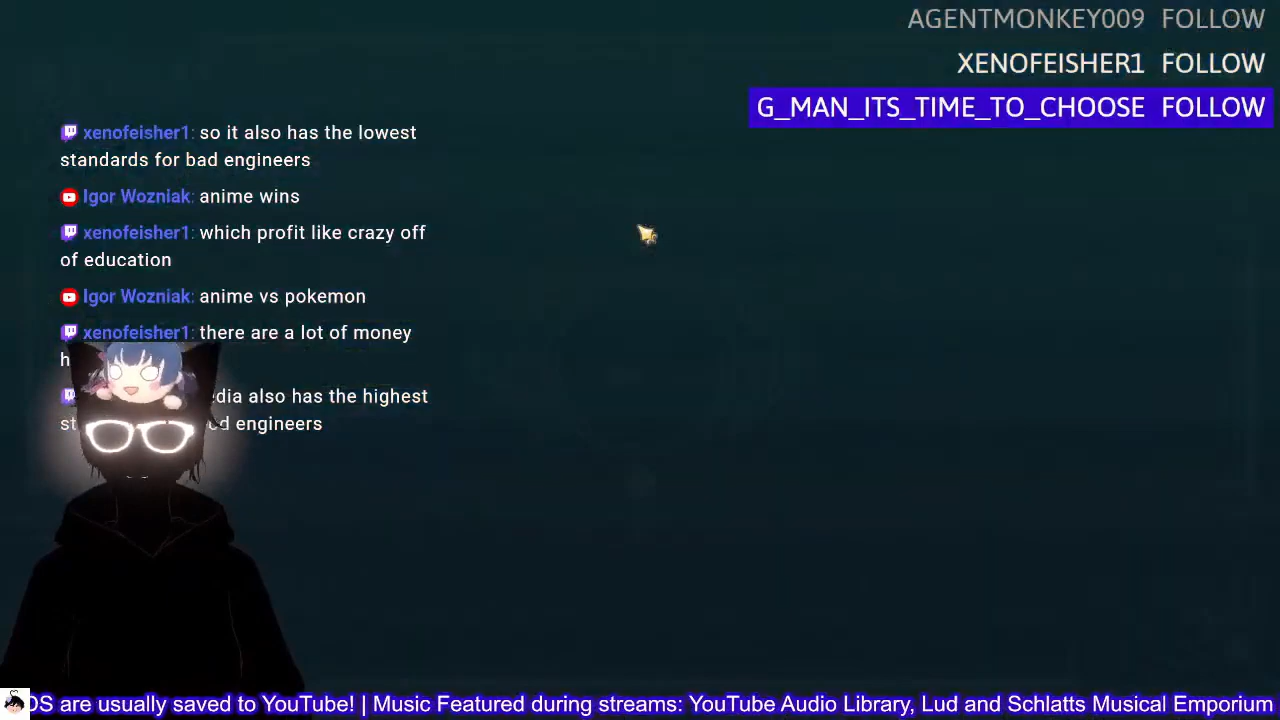 AGENTMONKEY009 FOLLOW
XENOFEISHER1 FOLLOW
G_MAN_ITS_TIME_TO_CHOOSE FOLLOW
xenofeisher1: so it also has the lowest
standards for bad engineers
Igor Wozniak: anime wins
xenofeisher1: which profit like crazy off
of education
Igor Wozniak: anime vs pokemon
xenofeisher1: there are a lot of money
also has the highest
engineers
are usually saved to YouTube! | Music Featured during streams: YouTube Audio Library, Lud and Schlatts Musical Emporium